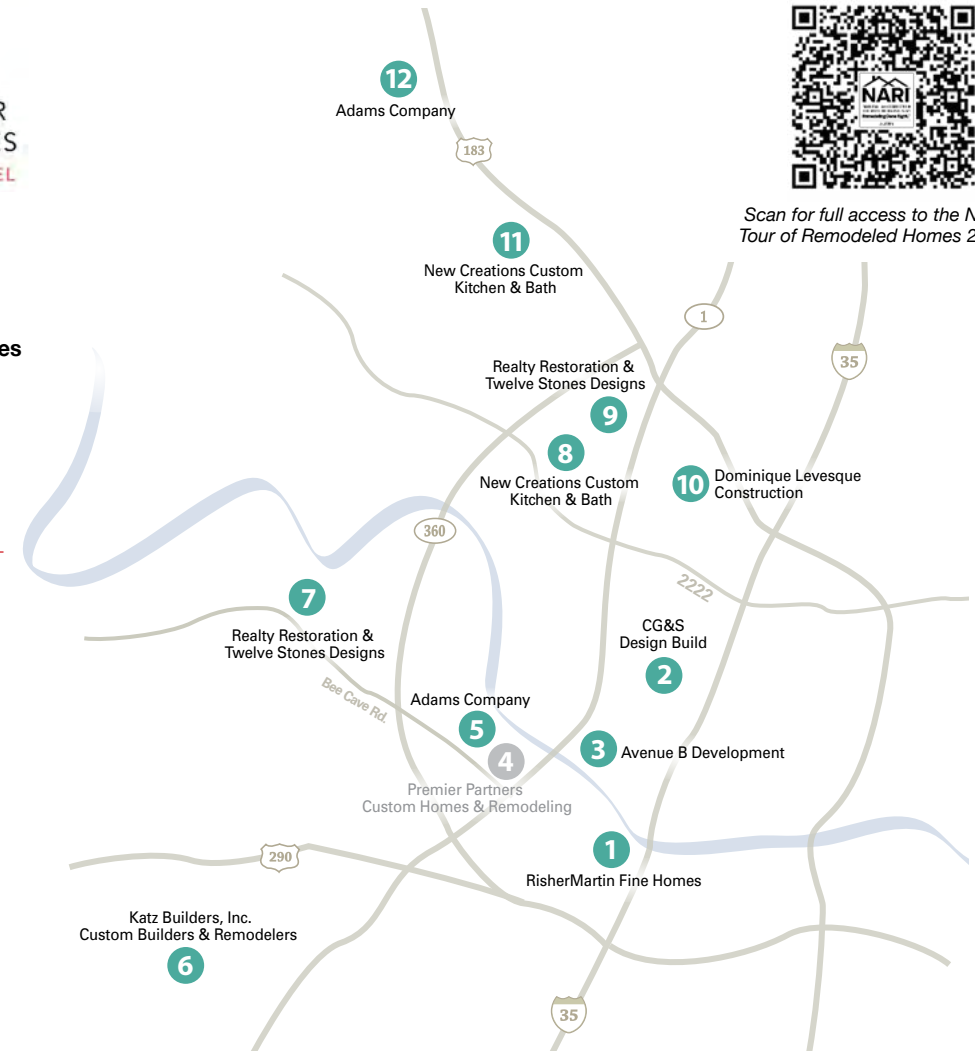 12
Adams Company
183
NARI
Scan for full access to the N
Tour of Remodeled Homes 2
R
S
EL
11
New Creations Custom
Kitchen & Bath
1
es
35
Realty Restoration &
Twelve Stones Designs
9
8
New Creations Custom
Kitchen & Bath
10
Dominique Levesque
Construction
360
2222
7
Realty Restoration &
Twelve Stones Designs
CG&S
Design Build
2
Bee Cave Rd.
Adams Company
5
3
Avenue B Development
4
Premier Partners
Custom Homes & Remodeling
1
RisherMartin Fine Homes
290
Katz Builders, Inc.
Custom Builders & Remodelers
6
35